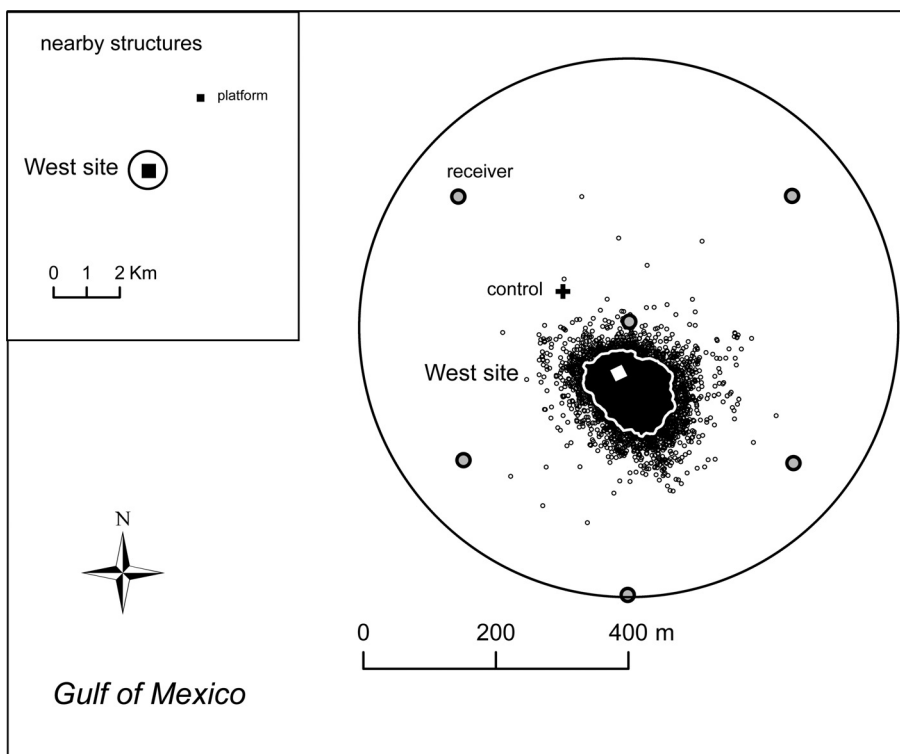 nearby structures
platform
West site
0 1 2 Km
receiver
control
West site
N
0 200 400 m
Gulf of Mexico